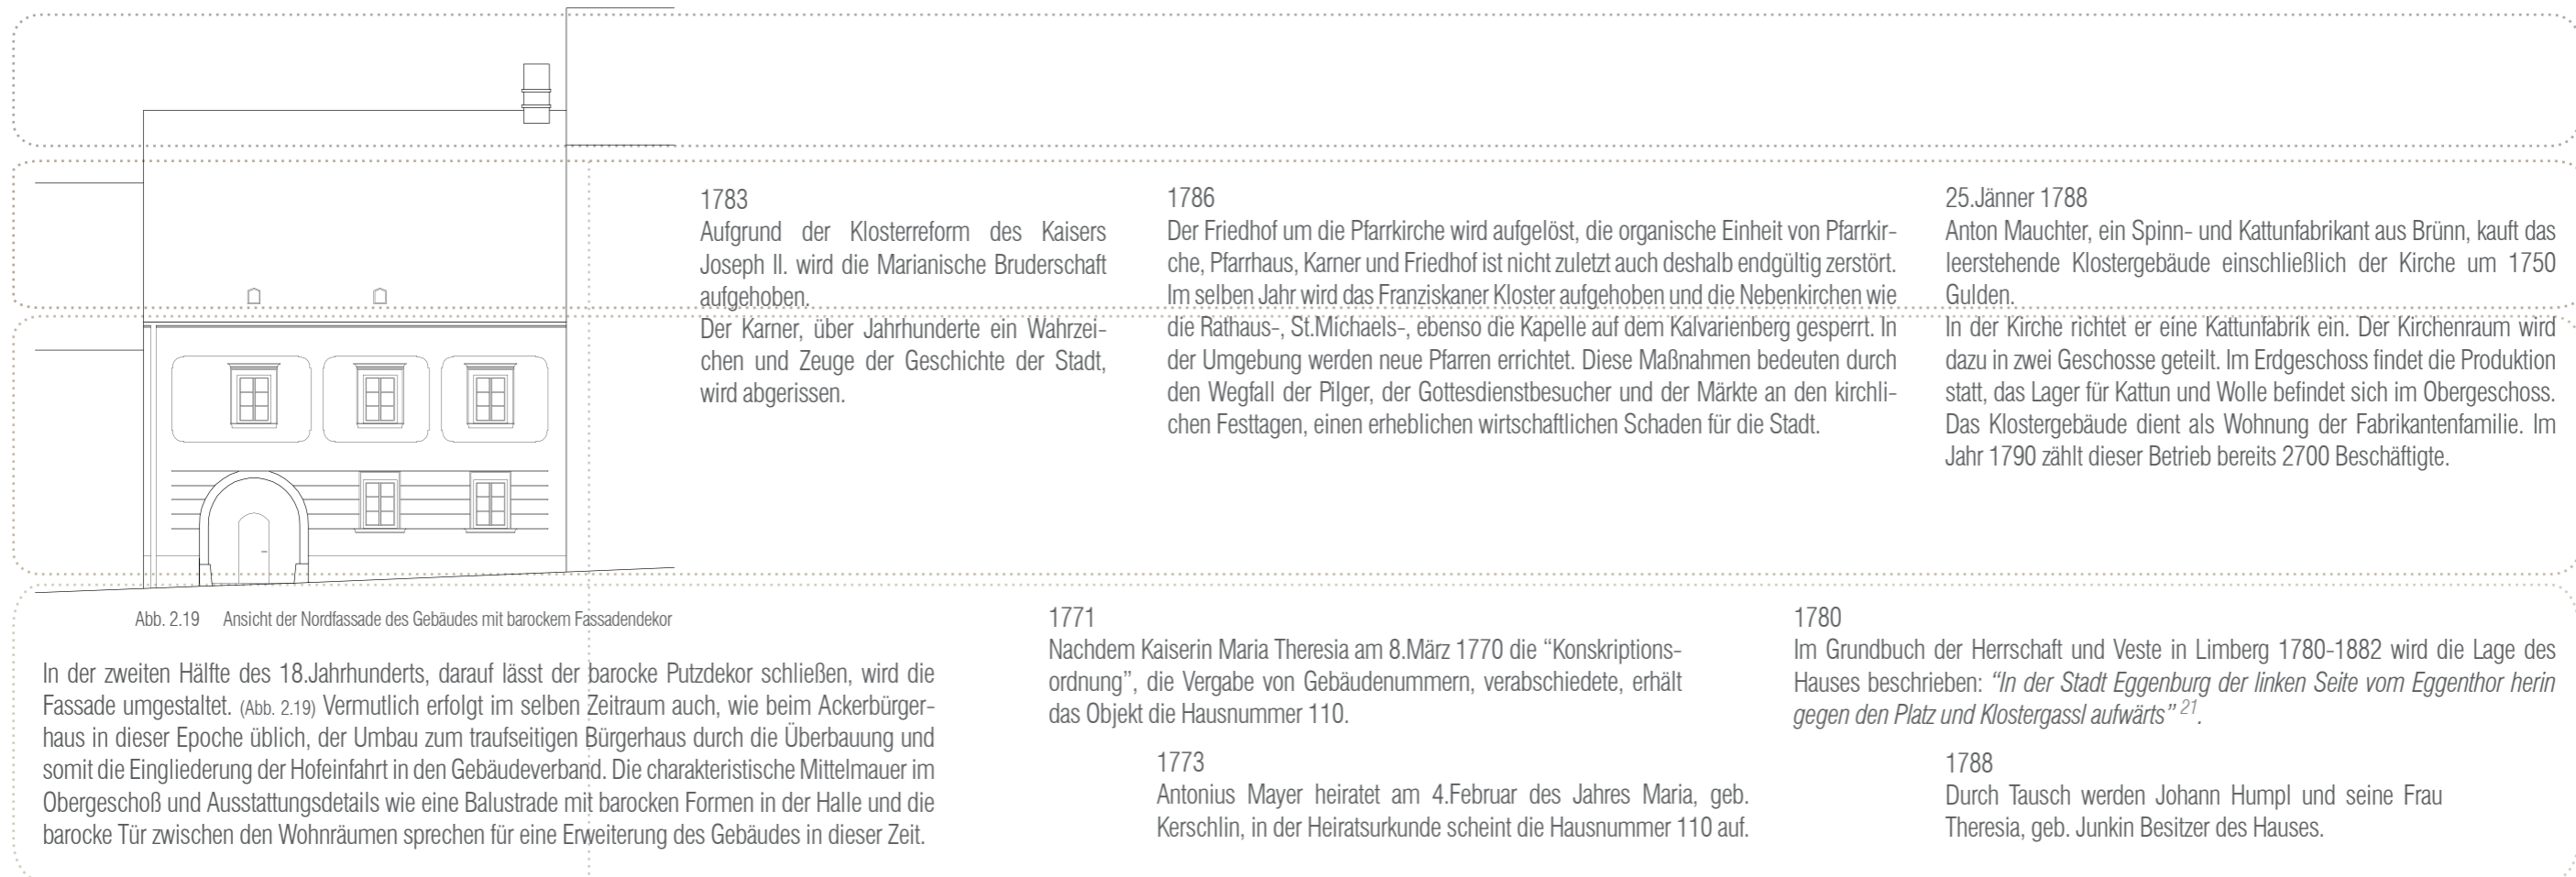 1783
Aufgrund der Klosterreform des Kaisers
Joseph II. wird die Marianische Bruderschaft
aufgehoben.
Der Karner, über Jahrhunderte ein Wahrzei-
chen und Zeuge der Geschichte der Stadt,
wird abgerissen.
1786
Der Friedhof um die Pfarrkirche wird aufgelöst, die organische Einheit von Pfarrkir-
che, Pfarrhaus, Karner und Friedhof ist nicht zuletzt auch deshalb endgültig zerstört.
Im selben Jahr wird das Franziskaner Kloster aufgehoben und die Nebenkirchen wie
die Rathaus-, St.Michaels-, ebenso die Kapelle auf dem Kalvarienberg gesperrt. In
der Umgebung werden neue Pfarren errichtet. Diese Maßnahmen bedeuten durch
den Wegfall der Pilger, der Gottesdienstbesucher und der Märkte an den kirchli-
chen Festtagen, einen erheblichen wirtschaftlichen Schaden für die Stadt.
25.Jänner 1788
Anton Mauchter, ein Spinn- und Kattunfabrikant aus Brünn, kauft das
leerstehende Klostergebäude einschließlich der Kirche um 1750
Gulden.
In der Kirche richtet er eine Kattunfabrik ein. Der Kirchenraum wird
dazu in zwei Geschosse geteilt. Im Erdgeschoss findet die Produktion
statt, das Lager für Kattun und Wolle befindet sich im Obergeschoss.
Das Klostergebäude dient als Wohnung der Fabrikantenfamilie. Im
Jahr 1790 zählt dieser Betrieb bereits 2700 Beschäftigte.
Abb. 2.19 Ansicht der Nordfassade des Gebäudes mit barockem Fassadendekor
In der zweiten Hälfte des 18.Jahrhunderts, darauf lässt der barocke Putzdekor schließen, wird die
Fassade umgestaltet. (Abb. 2.19) Vermutlich erfolgt im selben Zeitraum auch, wie beim Ackerbürger-
haus in dieser Epoche üblich, der Umbau zum traufseitigen Bürgerhaus durch die Überbauung und
somit die Eingliederung der Hofeinfahrt in den Gebäudeverband. Die charakteristische Mittelmauer im
Obergeschoß und Ausstattungsdetails wie eine Balustrade mit barocken Formen in der Halle und die
barocke Tür zwischen den Wohnräumen sprechen für eine Erweiterung des Gebäudes in dieser Zeit.
1771
Nachdem Kaiserin Maria Theresia am 8.März 1770 die “Konskriptions-
ordnung”, die Vergabe von Gebäudenummern, verabschiedete, erhält
das Objekt die Hausnummer 110.
1773
Antonius Mayer heiratet am 4.Februar des Jahres Maria, geb.
Kerschlin, in der Heiratsurkunde scheint die Hausnummer 110 auf.
1780
Im Grundbuch der Herrschaft und Veste in Limberg 1780-1882 wird die Lage des
Hauses beschrieben: “In der Stadt Eggenburg der linken Seite vom Eggenthor herin
gegen den Platz und Klostergassl aufwärts” 21.
1788
Durch Tausch werden Johann Humpl und seine Frau
Theresia, geb. Junkin Besitzer des Hauses.